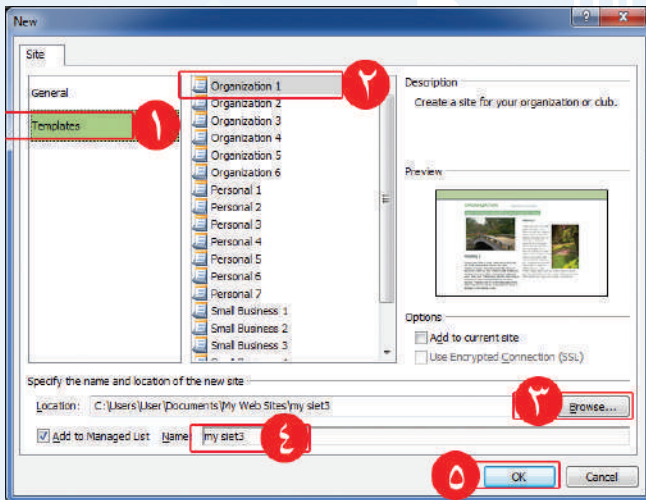 New
Site
General
Templates
١
Organization 1
٢
Organization 2
Organization 3
Organization 4
Organization 5
Organization 6
Personal 1
Personal 2
Personal 3
Personal 4
Personal 5
Personal 6
Personal 7
Small Business 1
Small Business 2
Small Business 3
Description
Create a site for your organization or club.
Preview
Options
Add to current site
Use Encrypted Connection (SSL)
Specify the name and location of the new site
Location: C:\Users\User\Documents\My Web Sites\my siet3
٣
Browse...
Add to Managed List Name: my siet3
٤
٥
OK
Cancel